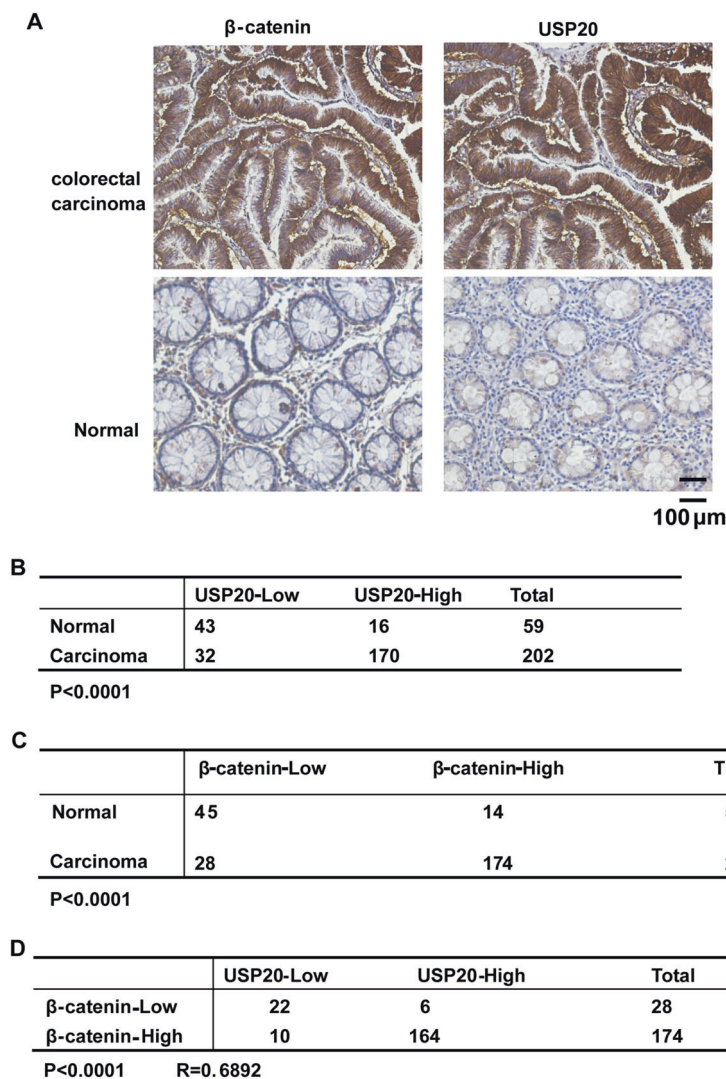 A
β-catenin USP20
colorectal
carcinoma
Normal
100 µm
B
USP20-Low USP20-High Total
Normal 43 16 59
Carcinoma 32 170 202
P<0.0001
C
β-catenin-Low β-catenin-High T
Normal 45 14
Carcinoma 28 174
P<0.0001
D
USP20-Low USP20-High Total
β-catenin-Low 22 6 28
β-catenin-High 10 164 174
P<0.0001 R=0.6892